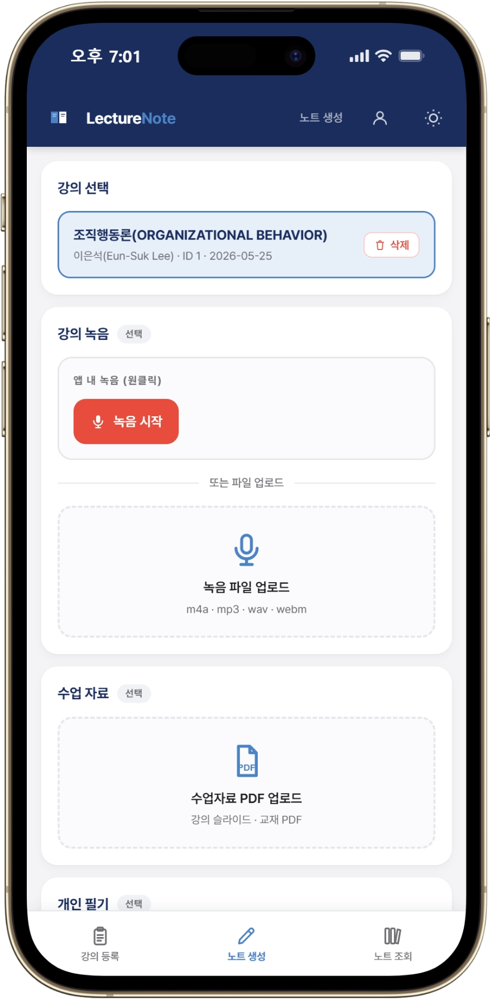 오후 7:01
LectureNote
노트 생성
강의 선택
조직행동론(ORGANIZATIONAL BEHAVIOR)
이은석(Eun-Suk Lee) · ID 1 · 2026-05-25
삭제
강의 녹음 선택
앱 내 녹음 (원클릭)
녹음 시작
또는 파일 업로드
녹음 파일 업로드
m4a · mp3 · wav · webm
수업 자료 선택
PDF
수업자료 PDF 업로드
강의 슬라이드 · 교재 PDF
개인 필기 선택
강의 등록
노트 생성
노트 조회